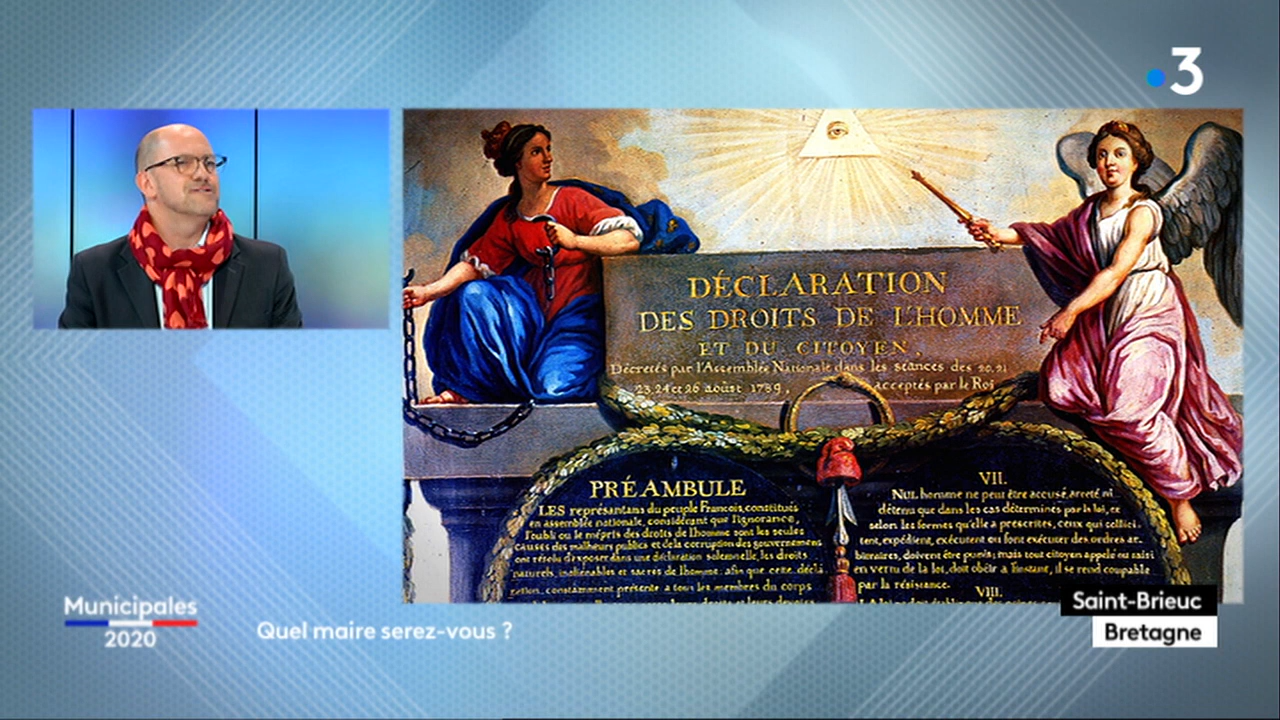 3
DÉCLARATION
DES DROITS DE L'HOMME
ET DU CITOYEN,
Décretés par l'Assemblée Nationale dans les séances des 20, 21
23, 24 et 26 août 1789, acceptés par le Roi
PRÉAMBULE
LES représentans du peuple Francois, constitués
en assemblée nationale, considérant que l'ignorance,
l'oubli ou le mépris des droits de l'homme sont les seules
causes des malheurs publics et de la corruption des gouvernemens
ont résolu d'exposer dans une déclaration solemnelle, les droits
naturels, inaliénables et sacrés de l'homme: afin que cette décla
ration, constamment présente a tous les membres du corps
VII.
NUL homme ne peut être accusé, arreté ni
détenu que dans les cas déterminés par la loi, et
selon les formes qu'elle à prescrites, ceux qui sollici
tent, expédient, exécutent ou font exécuter des ordres ar-
bitraires, doivent être punis; mais tout citoyen appelé ou saisi
en vertu de la loi, doit obéir a l'instant, il se rend coupable
par la résistance.
VIII.
Municipales
2020
Quel maire serez-vous ?
Saint-Brieuc
Bretagne